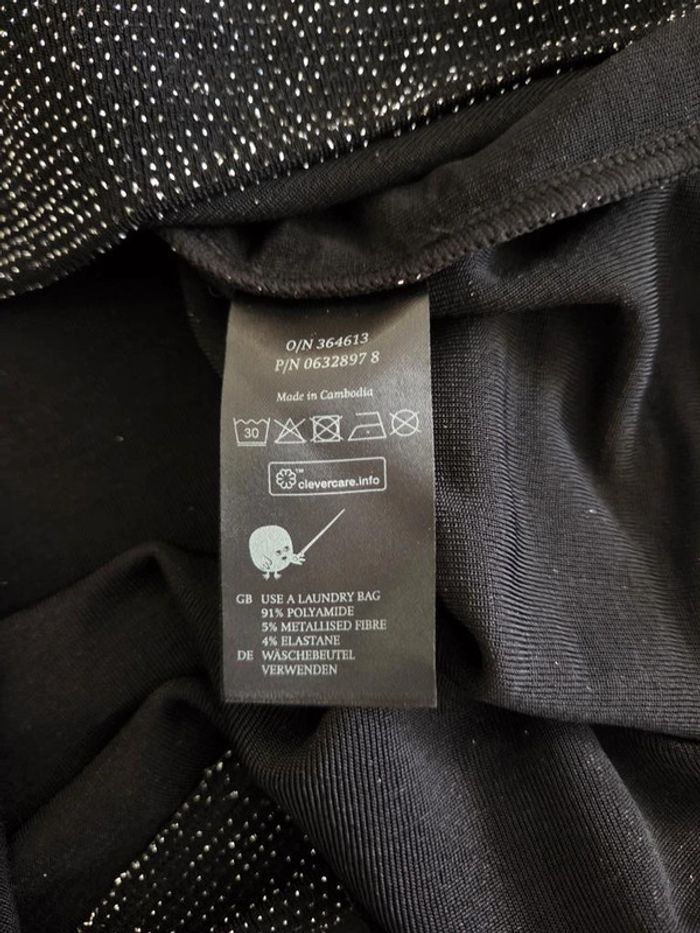 O/N 364613
P/N 0632897 8
Made in Cambodia
30
clevercare.info™
GB USE A LAUNDRY BAG
91% POLYAMIDE
5% METALLISED FIBRE
4% ELASTANE
DE WÄSCHEBEUTEL
VERWENDEN